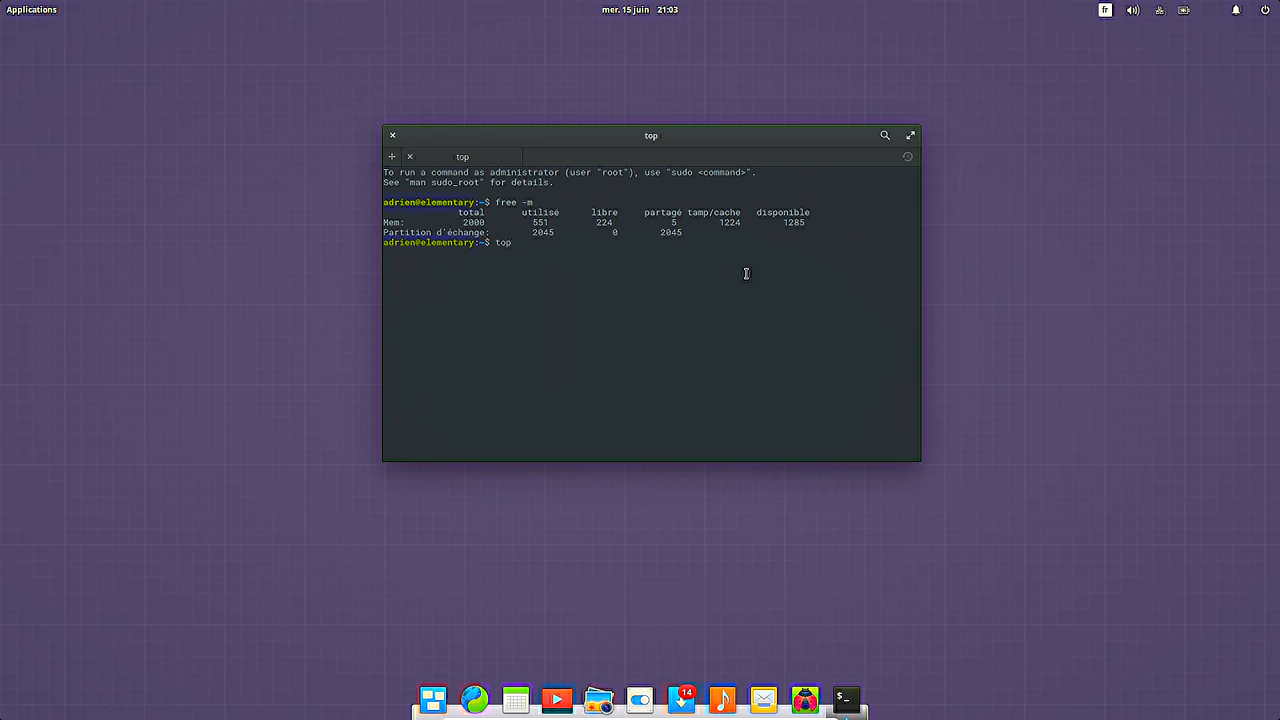 Applications
mer. 15 juin 21:03
fr
top
top
To run a command as administrator (user "root"), use "sudo <command>".
See "man sudo_root" for details.
adrien@elementary:~$ free -m
total utilisé libre partagé tamp/cache disponible
Mem: 2000 551 224 5 1224 1285
Partition d'échange: 2045 0 2045
adrien@elementary:~$ top
14
$_